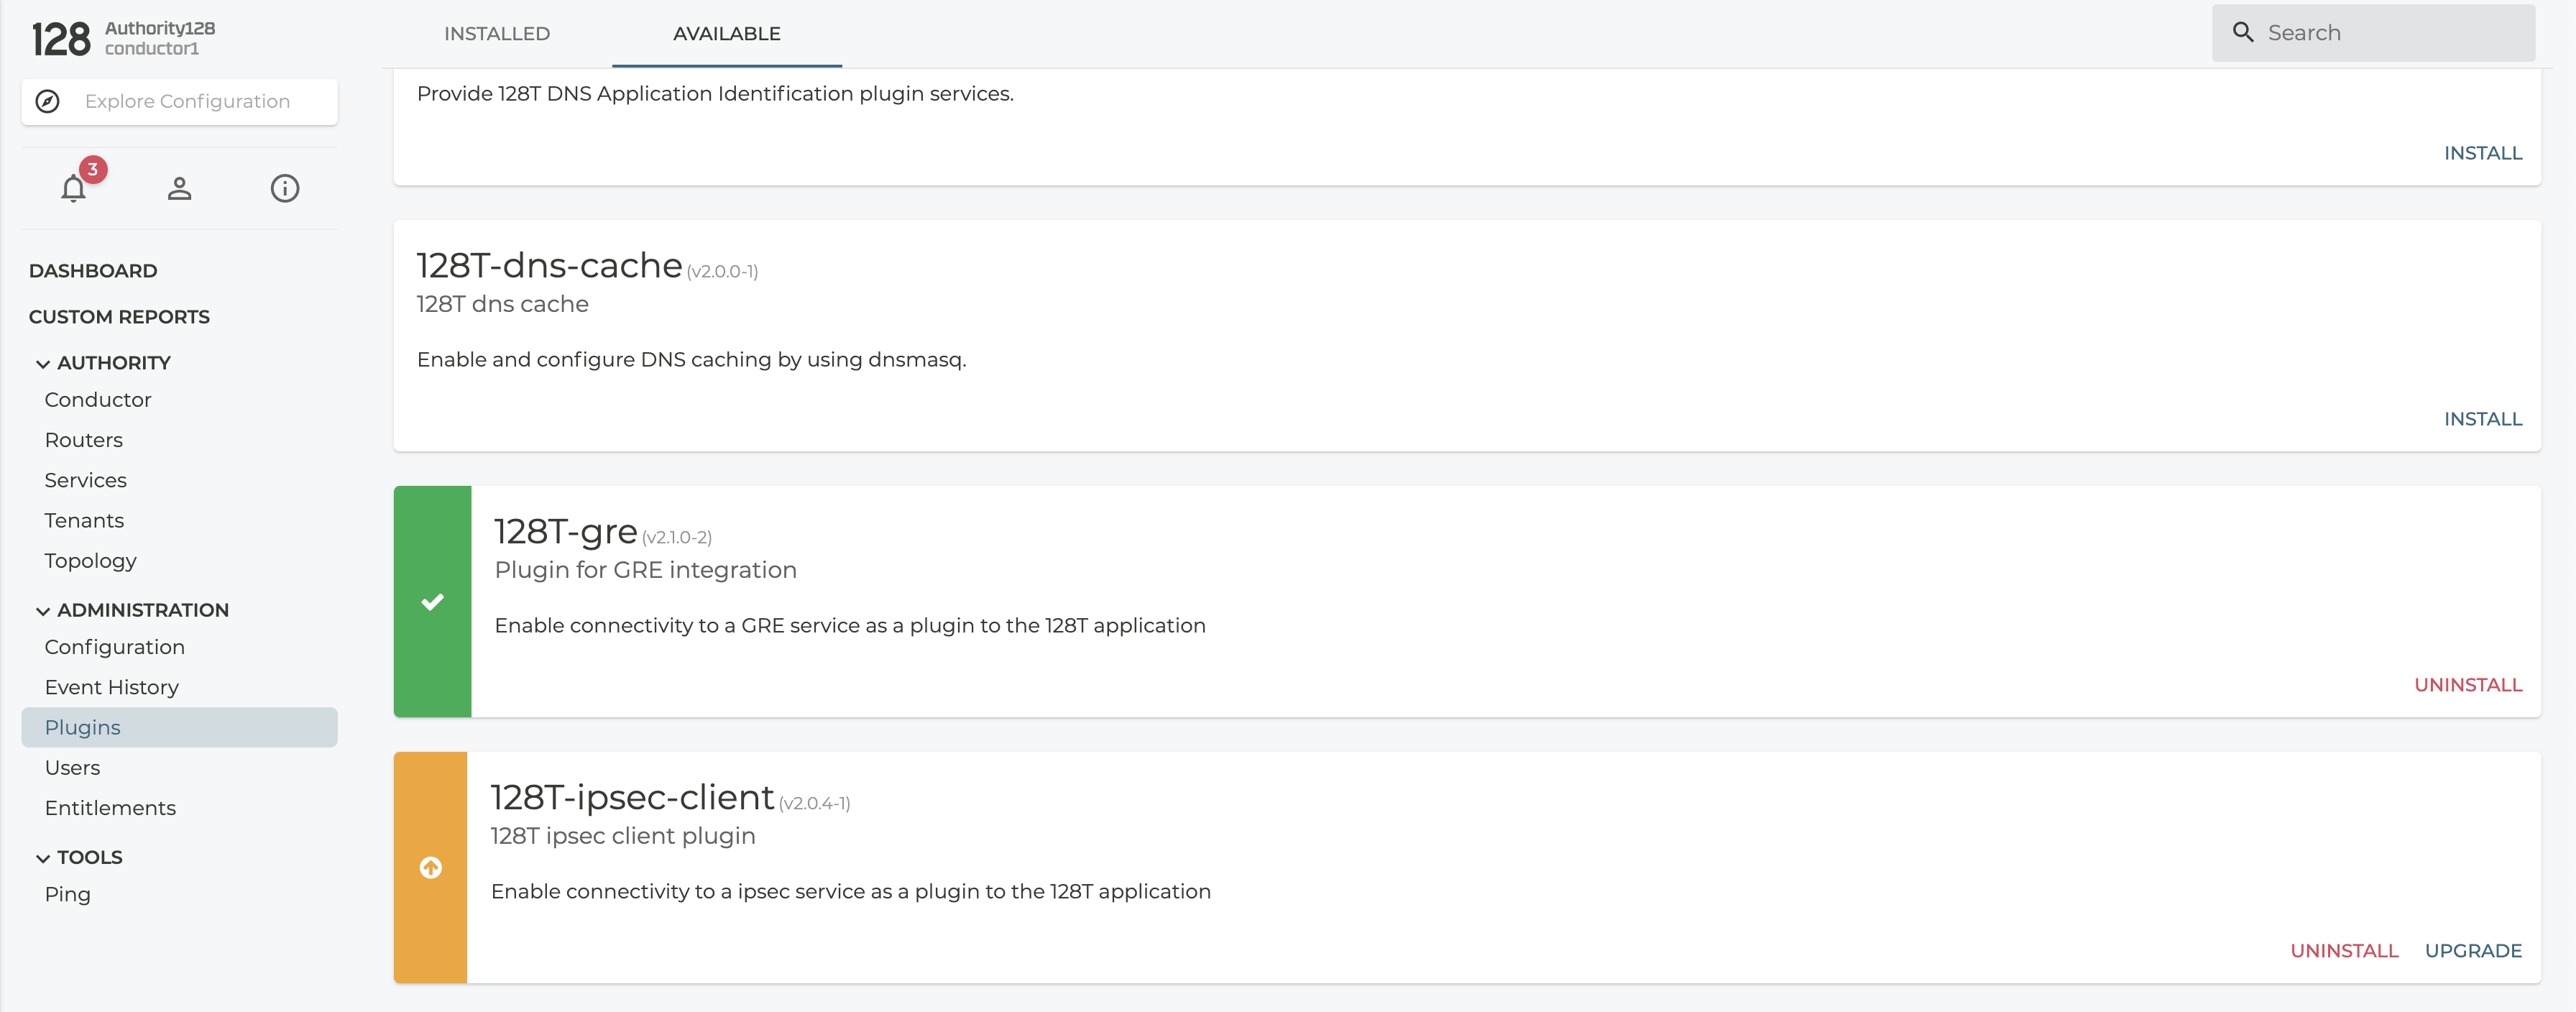 128
Authority128
conductor1
Explore Configuration
3
DASHBOARD
CUSTOM REPORTS
AUTHORITY
Conductor
Routers
Services
Tenants
Topology
ADMINISTRATION
Configuration
Event History
Plugins
Users
Entitlements
TOOLS
Ping
INSTALLED
AVAILABLE
Search
Provide 128T DNS Application Identification plugin services.
INSTALL
128T-dns-cache (v2.0.0-1)
128T dns cache
Enable and configure DNS caching by using dnsmasq.
INSTALL
128T-gre (v2.1.0-2)
Plugin for GRE integration
Enable connectivity to a GRE service as a plugin to the 128T application
UNINSTALL
128T-ipsec-client (v2.0.4-1)
128T ipsec client plugin
Enable connectivity to a ipsec service as a plugin to the 128T application
UNINSTALL UPGRADE